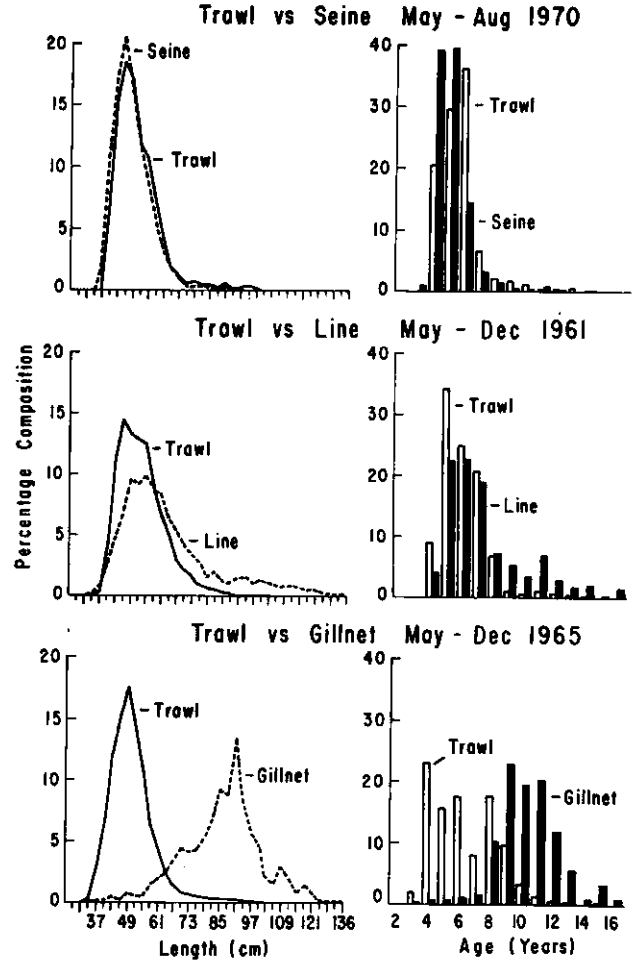 Trawl vs Seine May - Aug 1970
20
15
10
5
0
Seine
Trawl
40
30
20
10
0
Trawl
Seine
Trawl vs Line May - Dec 1961
Percentage Composition
20
15
10
5
0
Trawl
Line
40
30
20
10
0
Trawl
Line
Trawl vs Gillnet May - Dec 1965
20
15
10
5
0
Trawl
Gillnet
37 49 61 73 85 97 109 121 136
Length (cm)
40
30
20
10
0
Trawl
Gillnet
2 4 6 8 10 12 14 16
Age (Years)